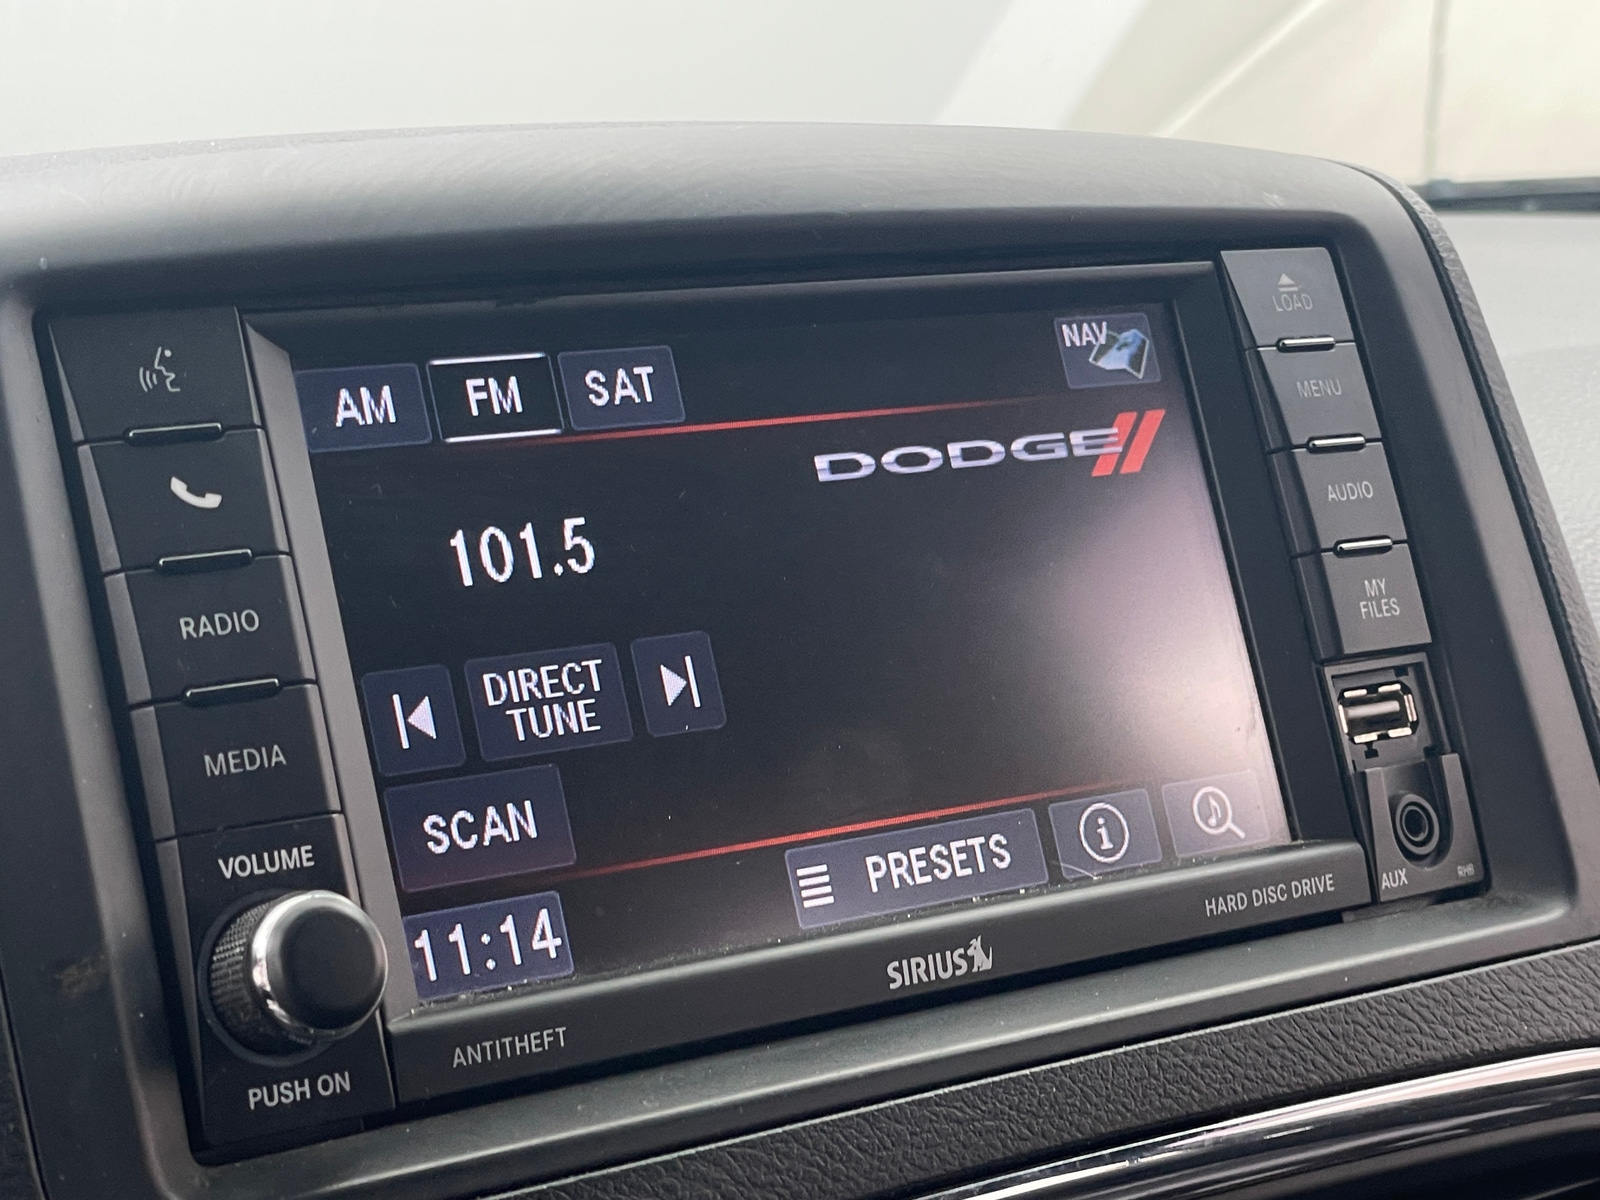 LOAD
NAV
AM FM SAT
MENU
DODGE
AUDIO
101.5
MY
FILES
RADIO
DIRECT
TUNE
MEDIA
SCAN
VOLUME
PRESETS
i
11:14
HARD DISC DRIVE
AUX
RHB
SIRIUS
ANTITHEFT
PUSH ON